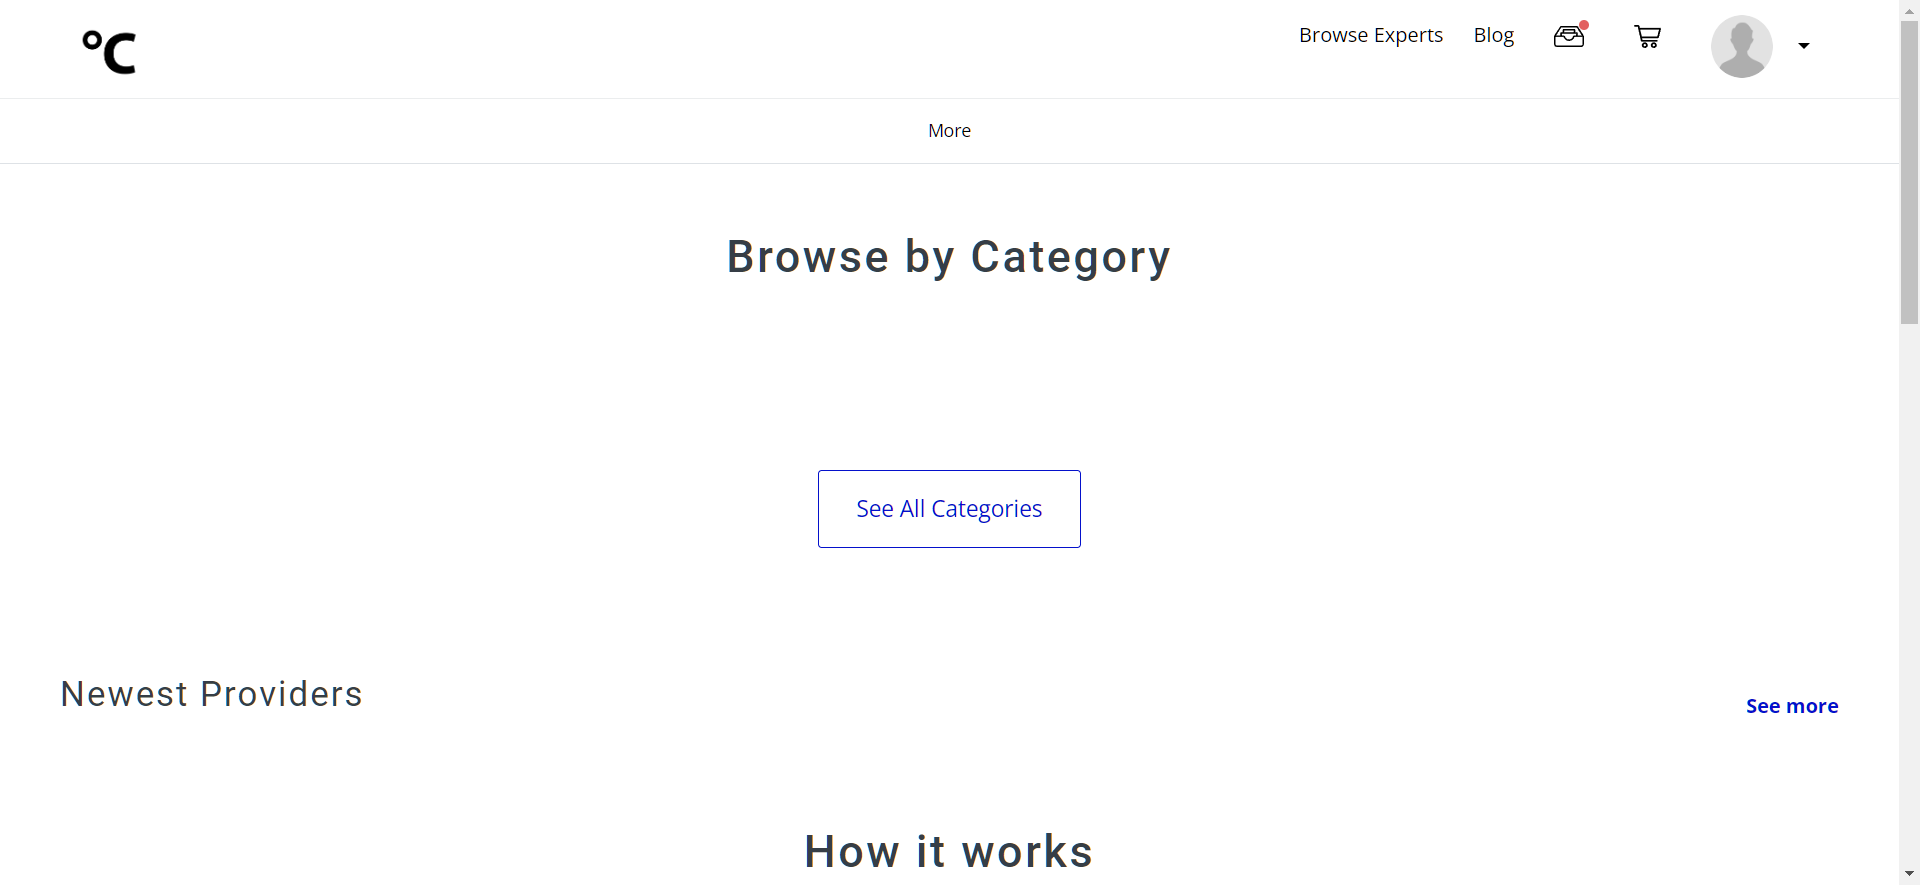 °C
Browse Experts
Blog
More
Browse by Category
See All Categories
Newest Providers
See more
How it works